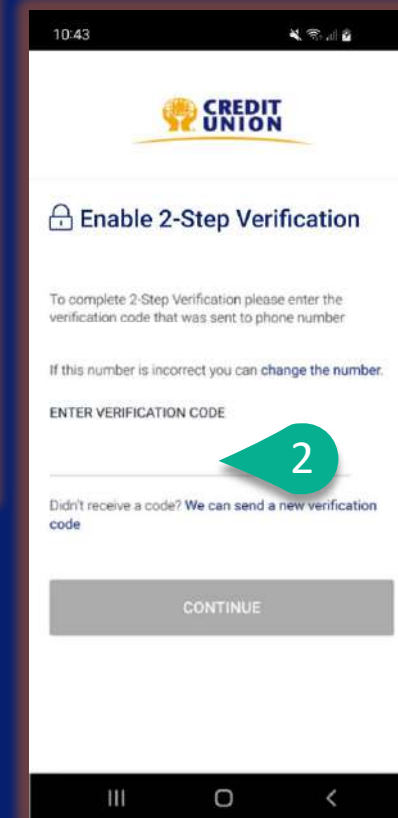 10:43
CREDIT
UNION
Enable 2-Step Verification
To complete 2-Step Verification please enter the
verification code that was sent to phone number
If this number is incorrect you can change the number.
ENTER VERIFICATION CODE
2
Didn't receive a code? We can send a new verification
code
CONTINUE